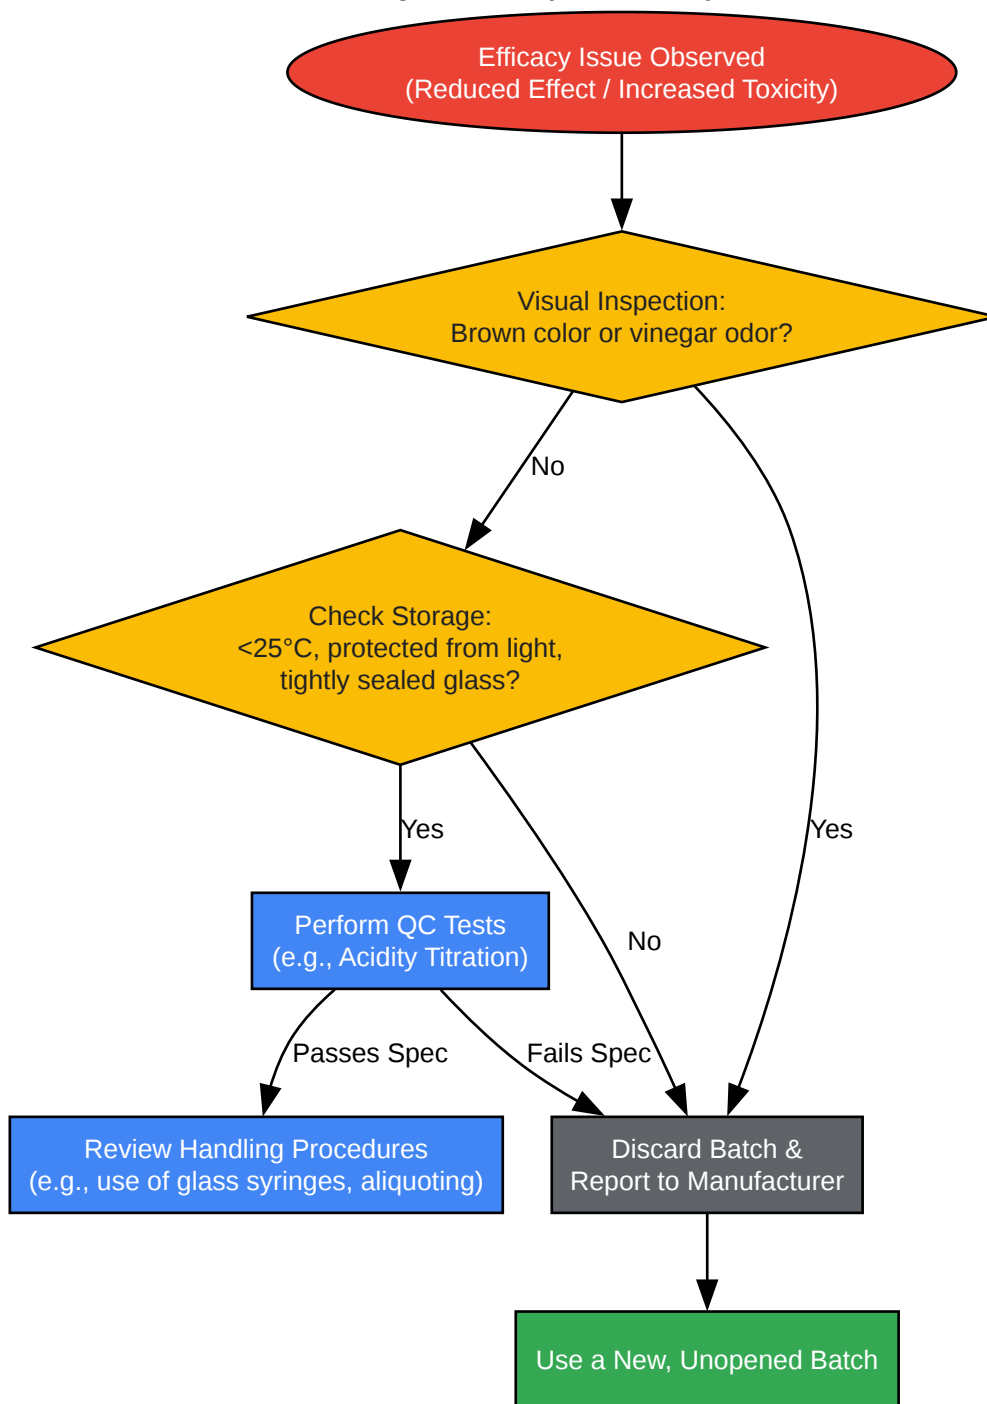 Efficacy Issue Observed
(Reduced Effect / Increased Toxicity)
Visual Inspection:
Brown color or vinegar odor?
No
Check Storage:
<25°C, protected from light,
tightly sealed glass?
Yes
Yes
Perform QC Tests
(e.g., Acidity Titration)
No
Passes Spec
Fails Spec
Review Handling Procedures
(e.g., use of glass syringes, aliquoting)
Discard Batch &
Report to Manufacturer
Use a New, Unopened Batch